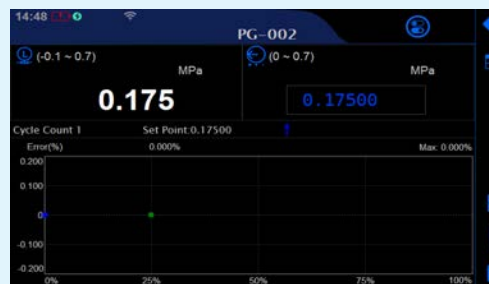 14:48
PG-002
(-0.1 ~ 0.7)
MPa
0.175
(0 ~ 0.7)
MPa
0.17500
Cycle Count 1 Set Point:0.17500
Error(%) 0.000% Max: 0.000%
0.200
0.100
0
-0.100
-0.200
0% 25% 50% 75% 100%